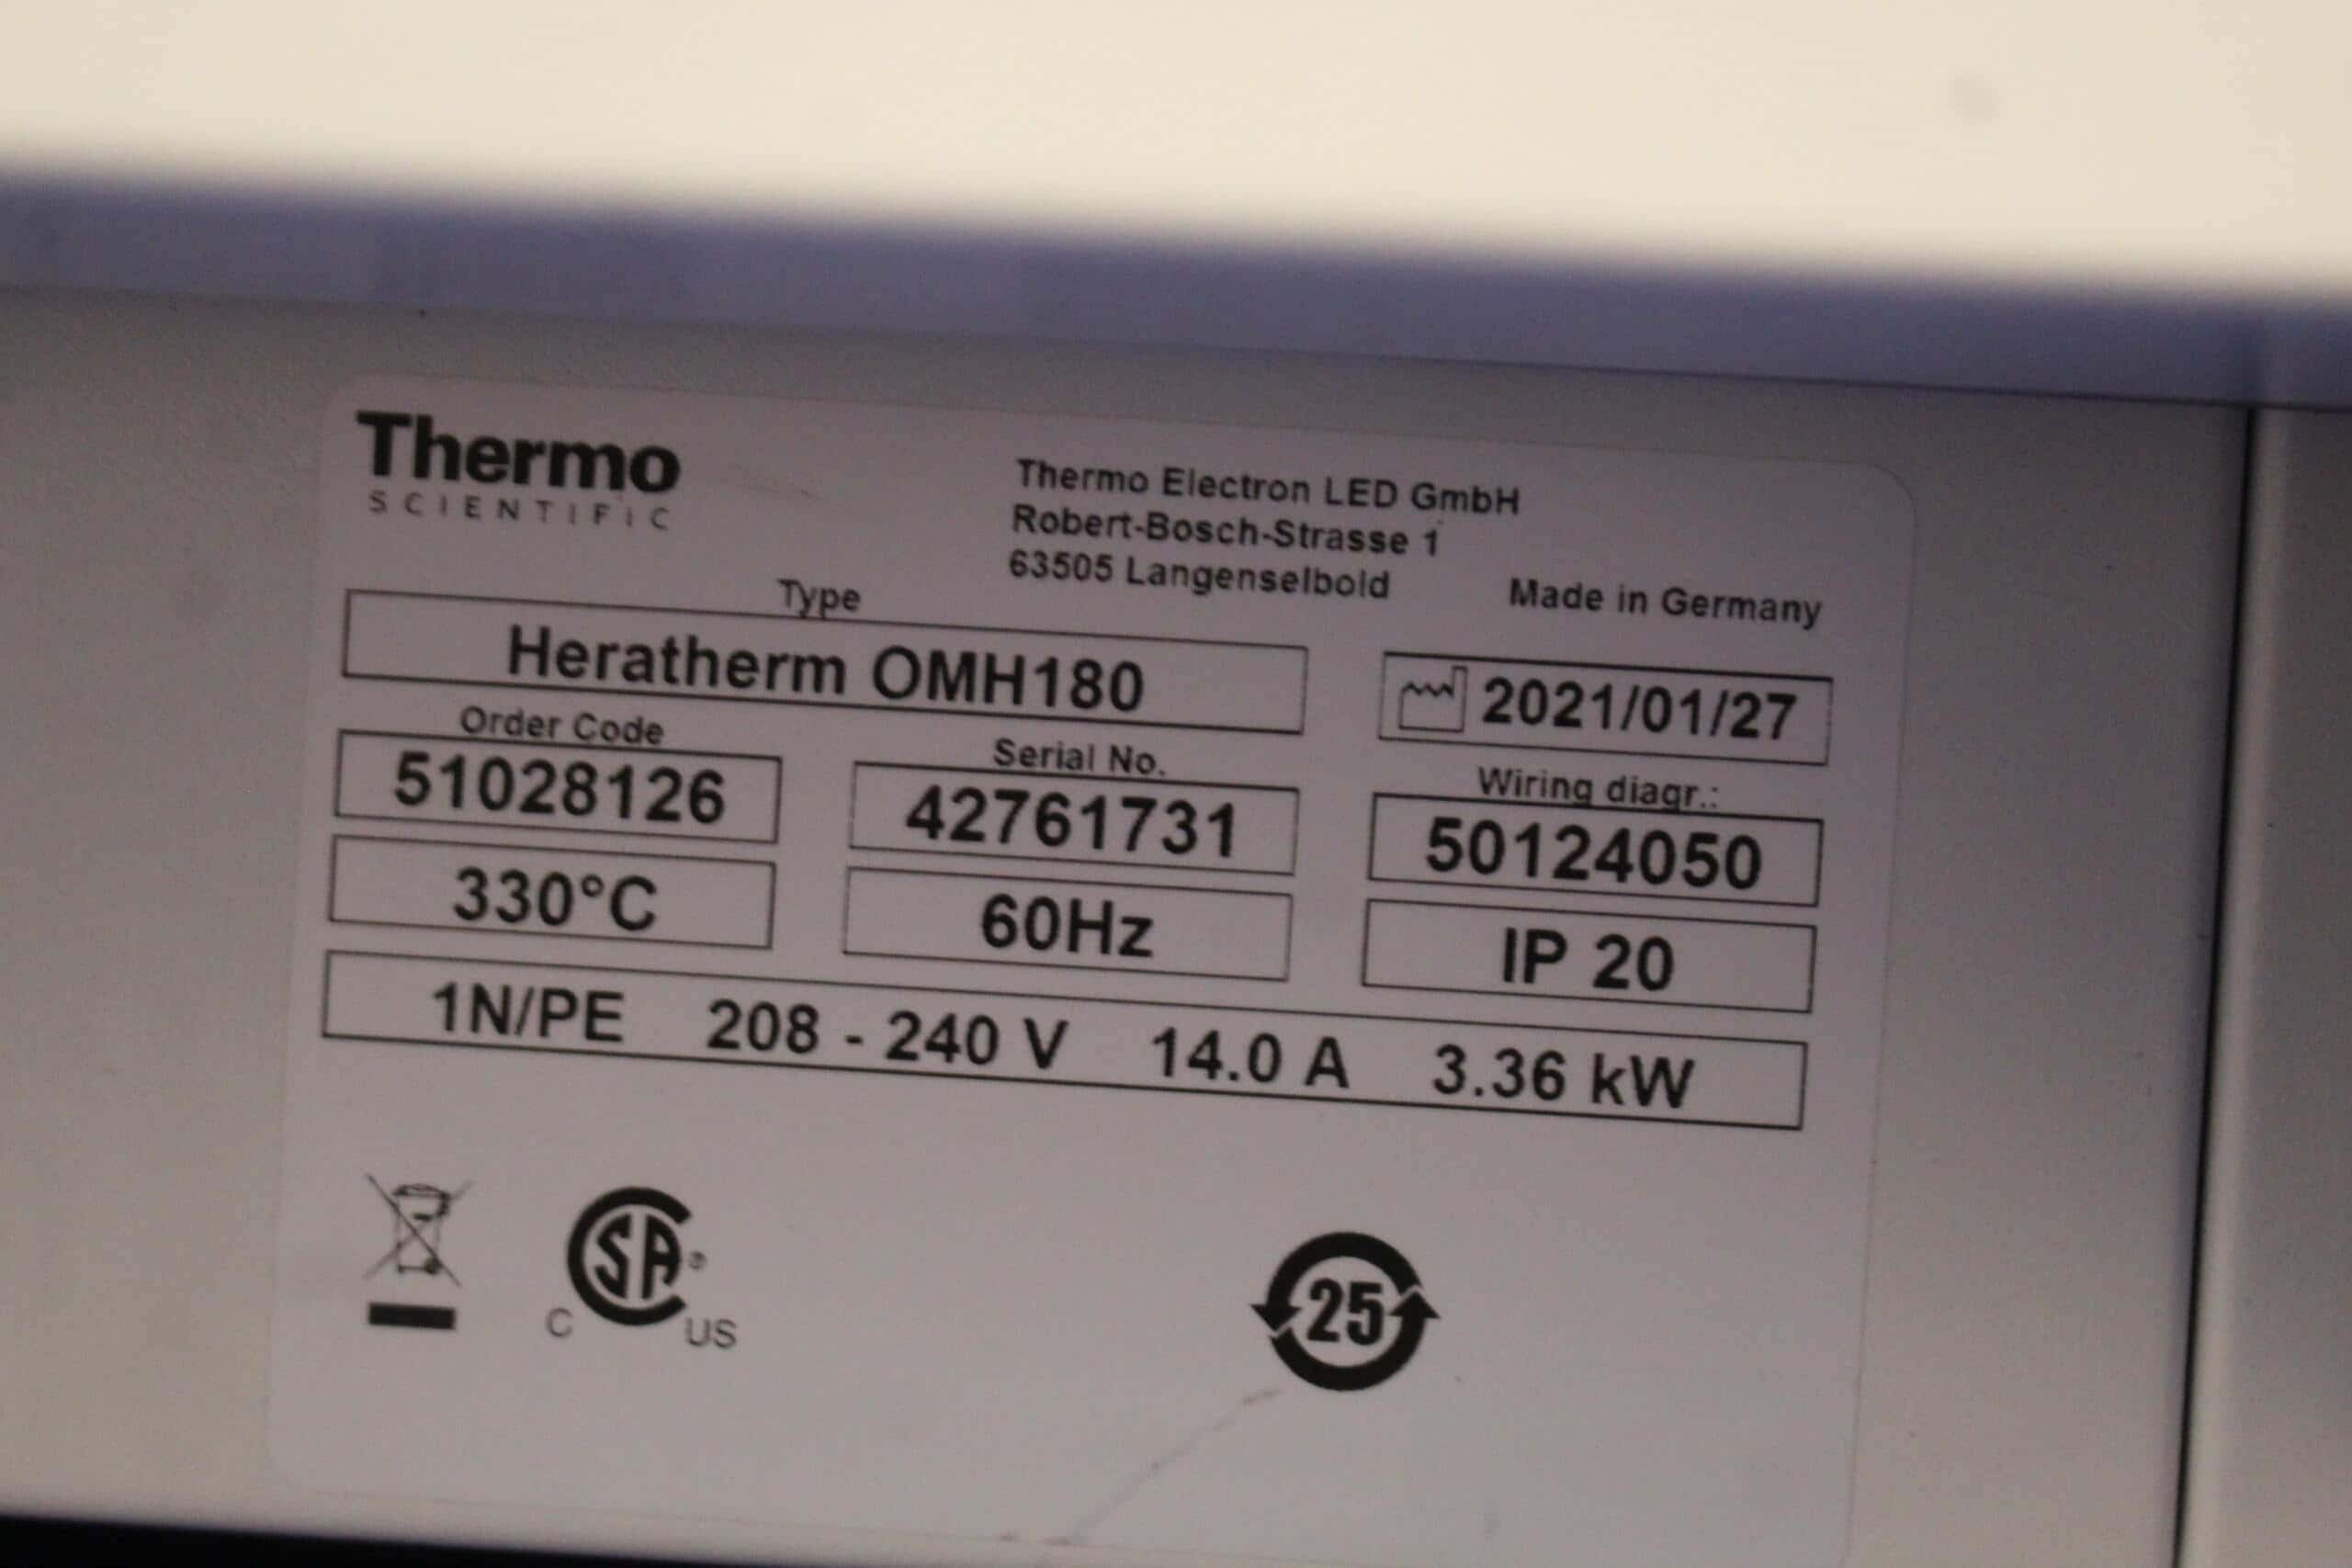 Thermo
SCIENTIFIC
Thermo Electron LED GmbH
Robert-Bosch-Strasse 1
63505 Langenselbold
Made in Germany
Type
Heratherm OMH180
2021/01/27
Order Code
51028126
Serial No.
42761731
Wiring diagr.:
50124050
330°C
60Hz
IP 20
1N/PE 208 - 240 V 14.0 A 3.36 kW
C SA® US
25